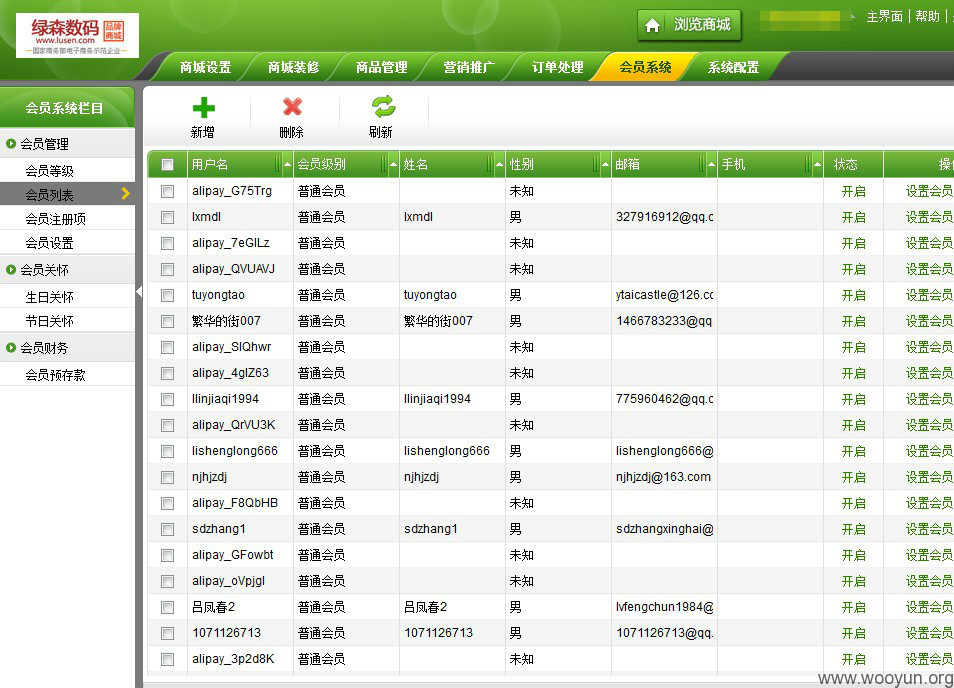 绿森数码 品牌商城
www.lusen.com
国家商务部电子商务示范企业
浏览商城
主界面 | 帮助 |
商城设置 商城装修 商品管理 营销推广 订单处理 会员系统 系统配置
会员系统栏目
会员管理
会员等级
会员列表
会员注册项
会员设置
会员关怀
生日关怀
节日关怀
会员财务
会员预存款
新增 删除 刷新
用户名 会员级别 姓名 性别 邮箱 手机 状态 操
alipay_G75Trg 普通会员 未知 开启 设置会员
lxmdl 普通会员 lxmdl 男 327916912@qq.c 开启 设置会员
alipay_7eGILz 普通会员 未知 开启 设置会员
alipay_QVUAVJ 普通会员 未知 开启 设置会员
tuyongtao 普通会员 tuyongtao 男 ytaicastle@126.cc 开启 设置会员
繁华的街007 普通会员 繁华的街007 男 1466783233@qq 开启 设置会员
alipay_SlQhwr 普通会员 未知 开启 设置会员
alipay_4glZ63 普通会员 未知 开启 设置会员
llinjiaqi1994 普通会员 llinjiaqi1994 男 775960462@qq.c 开启 设置会员
alipay_QrVU3K 普通会员 未知 开启 设置会员
lishenglong666 普通会员 lishenglong666 男 lishenglong666@ 开启 设置会员
njhjzdj 普通会员 njhjzdj 男 njhjzdj@163.com 开启 设置会员
alipay_F8QbHB 普通会员 未知 开启 设置会员
sdzhang1 普通会员 sdzhang1 男 sdzhangxinghai@ 开启 设置会员
alipay_GFowbt 普通会员 未知 开启 设置会员
alipay_oVpjgl 普通会员 未知 开启 设置会员
吕凤春2 普通会员 吕凤春2 男 lvfengchun1984@ 开启 设置会员
1071126713 普通会员 1071126713 男 1071126713@qq. 开启 设置会员
alipay_3p2d8K 普通会员 未知 开启 设置会员
www.wooyun.org